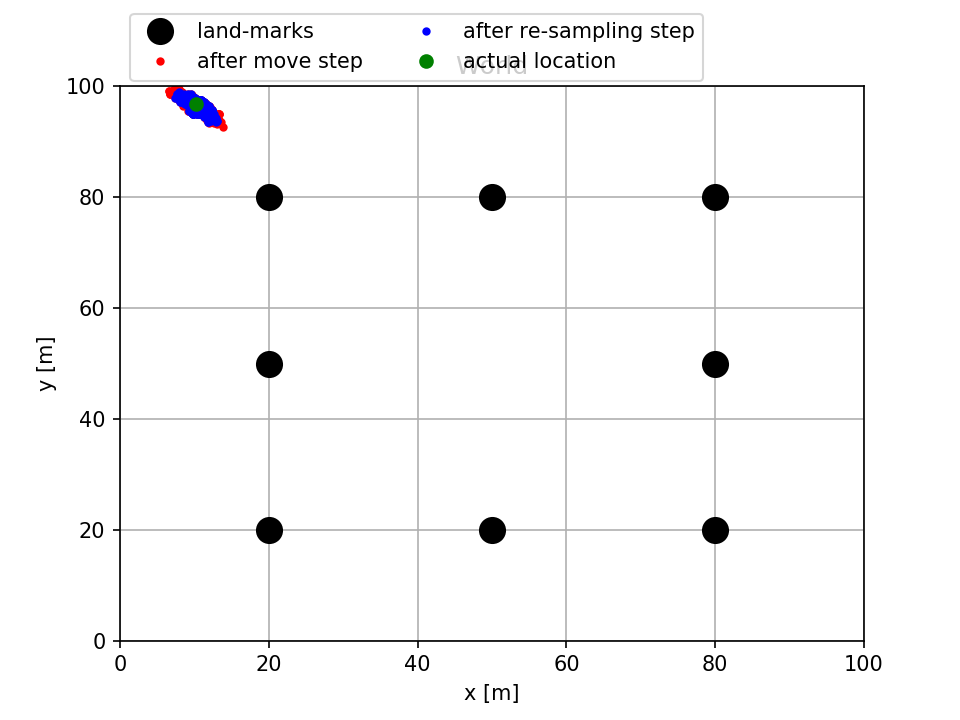 land-marks
after move step
after re-sampling step
actual location
World
100
80
60
40
20
0
y [m]
0 20 40 60 80 100
x [m]